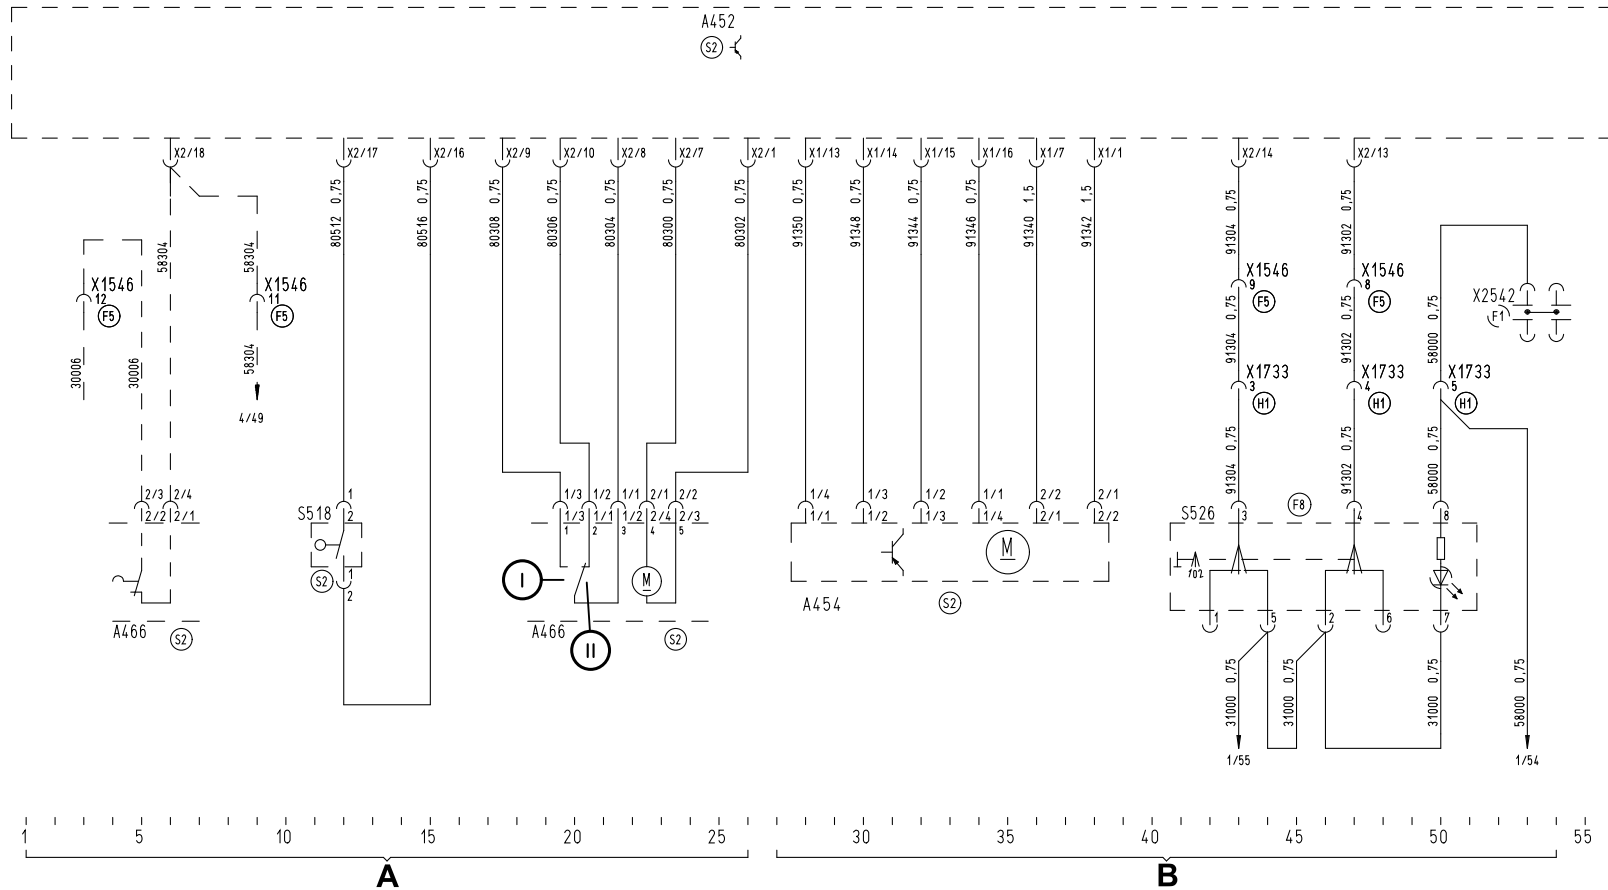 A452
S2
X2/18
X2/17 X2/16 X2/9 X2/10 X2/8 X2/7 X2/1 X1/13 X1/14 X1/15 X1/16 X1/7 X1/1 X2/14 X2/13
80512 0,75
80516 0,75
80308 0,75
80306 0,75
80304 0,75
80300 0,75
80302 0,75
91350 0,75
91348 0,75
91344 0,75
91346 0,75
91340 1,5
91342 1,5
91304 0,75
91302 0,75
58304
58304
X1546
12
F5
X1546
11
F5
X1546
9
F5
X1546
8
F5
X2542
F1
30006
30006
58304
4/49
91304 0,75
91302 0,75
58000 0,75
X1733
3
H1
X1733
4
H1
X1733
5
H1
91304 0,75
91302 0,75
58000 0,75
2/3 2/4
2/2 2/1
1
2
S518
S2
1
2
1/3 1/2 1/1 2/1 2/2
1/3 1/1 1/2 2/4 2/3
1 2 3 4 5
1/4 1/3 1/2 1/1 2/2 2/1
1/1 1/2 1/3 1/4 2/1 2/2
S526
F8
3 4 8
102
M
M
I
II
A466
S2
A466
S2
A454
S2
1 5 2 6 7
31000 0,75
31000 0,75
31000 0,75
58000 0,75
1/55
1/54
1 5 10 15 20 25 30 35 40 45 50 55
A B